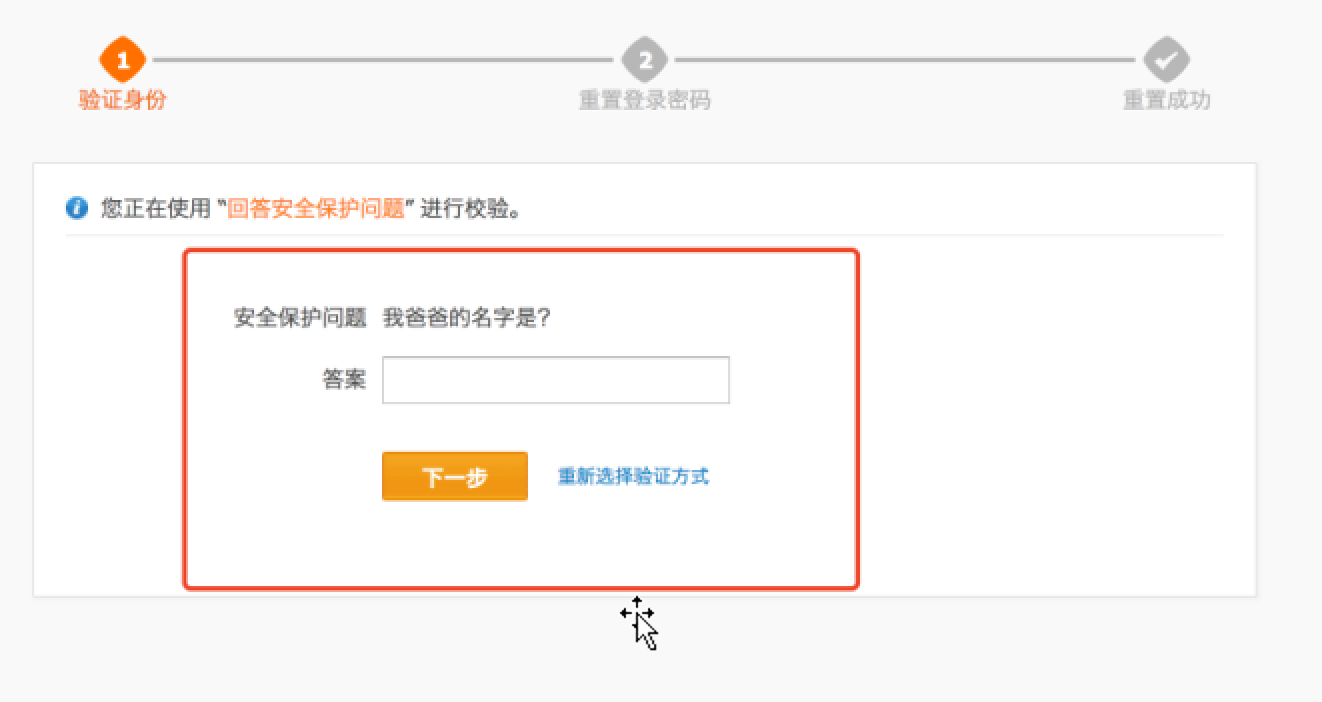 1
2
验证身份
重置登录密码
重置成功
您正在使用“回答安全保护问题”进行校验。
安全保护问题 我爸爸的名字是?
答案
下一步 重新选择验证方式